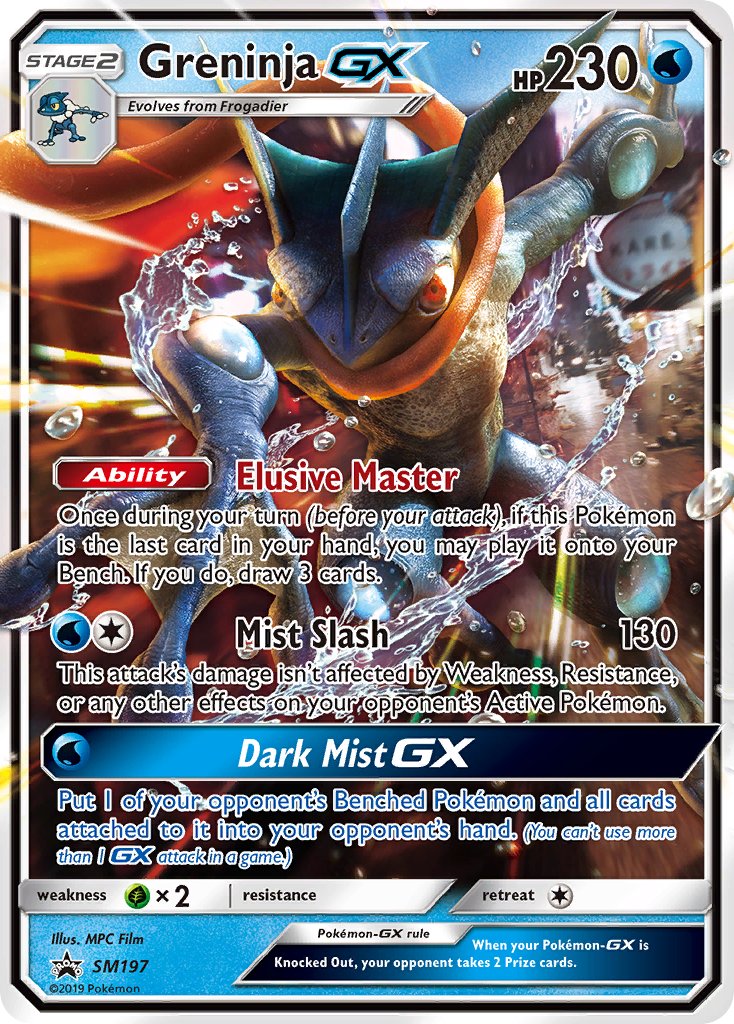 STAGE2
Greninja GX
HP230
Evolves from Frogadier
KARE
Ability Elusive Master
Once during your turn (before your attack), if this Pokémon
is the last card in your hand, you may play it onto your
Bench. If you do, draw 3 cards.
Mist Slash 130
This attack's damage isn't affected by Weakness, Resistance,
or any other effects on your opponent's Active Pokémon.
Dark Mist GX
Put 1 of your opponent's Benched Pokémon and all cards
attached to it into your opponent's hand. (You can't use more
than 1 GX attack in a game.)
weakness ×2 resistance retreat
Illus. MPC Film
PROMO SM197
©2019 Pokémon
Pokémon-GX rule
When your Pokémon-GX is
Knocked Out, your opponent takes 2 Prize cards.